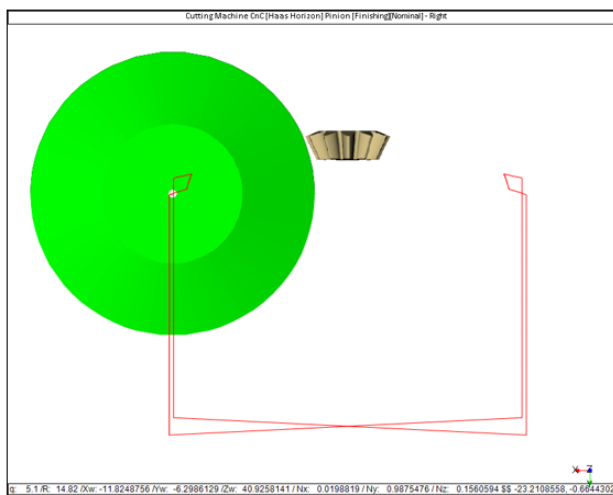 Cutting Machine CnC [Haas Horizon] Pinion [Finishing][Nominal] - Right
X Z
Y
q: 5.1 /R: 14.82 /Xw: -11.8248756 /Yw: -6.2986129 /Zw: 40.9258141 / Nx: 0.0198819 / Ny: 0.9875476 / Nz: 0.1560594 $$ -23.2108558, -0.6644302